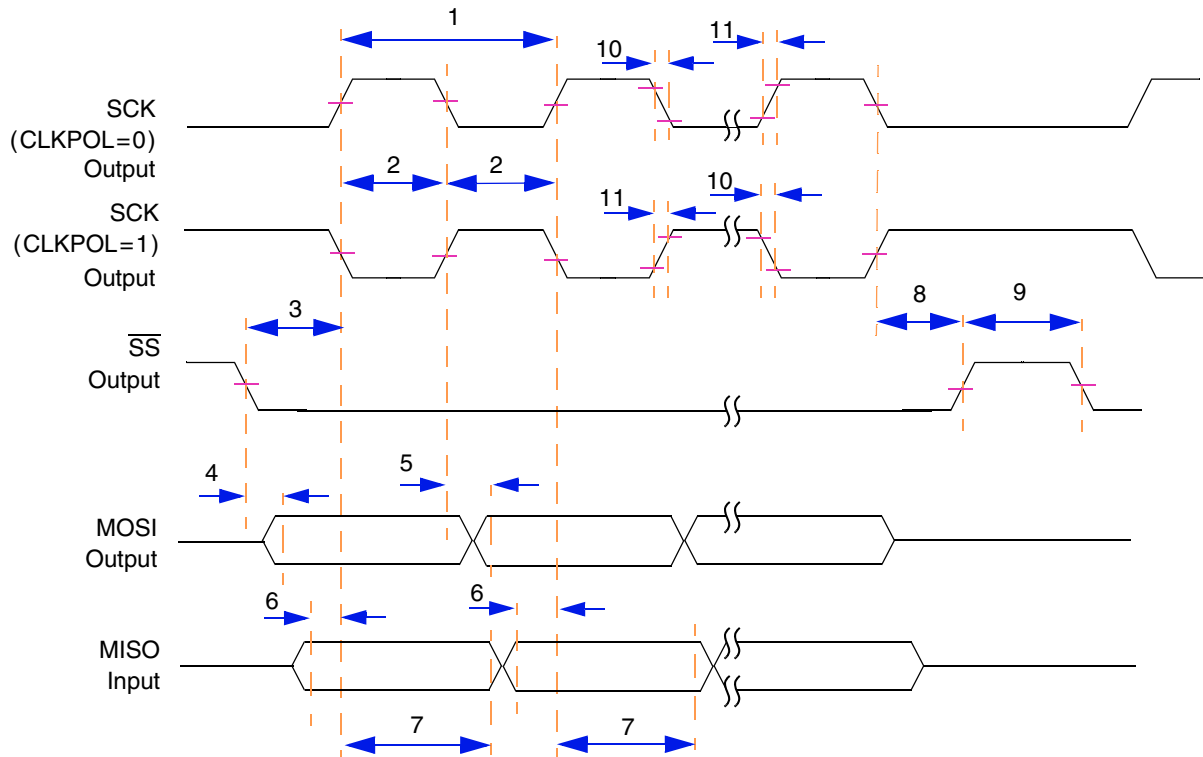 1
10
11
SCK
(CLKPOL=0)
Output
2
2
SCK
(CLKPOL=1)
Output
11
10
3
8
9
SS
Output
4
5
MOSI
Output
6
6
MISO
Input
7
7